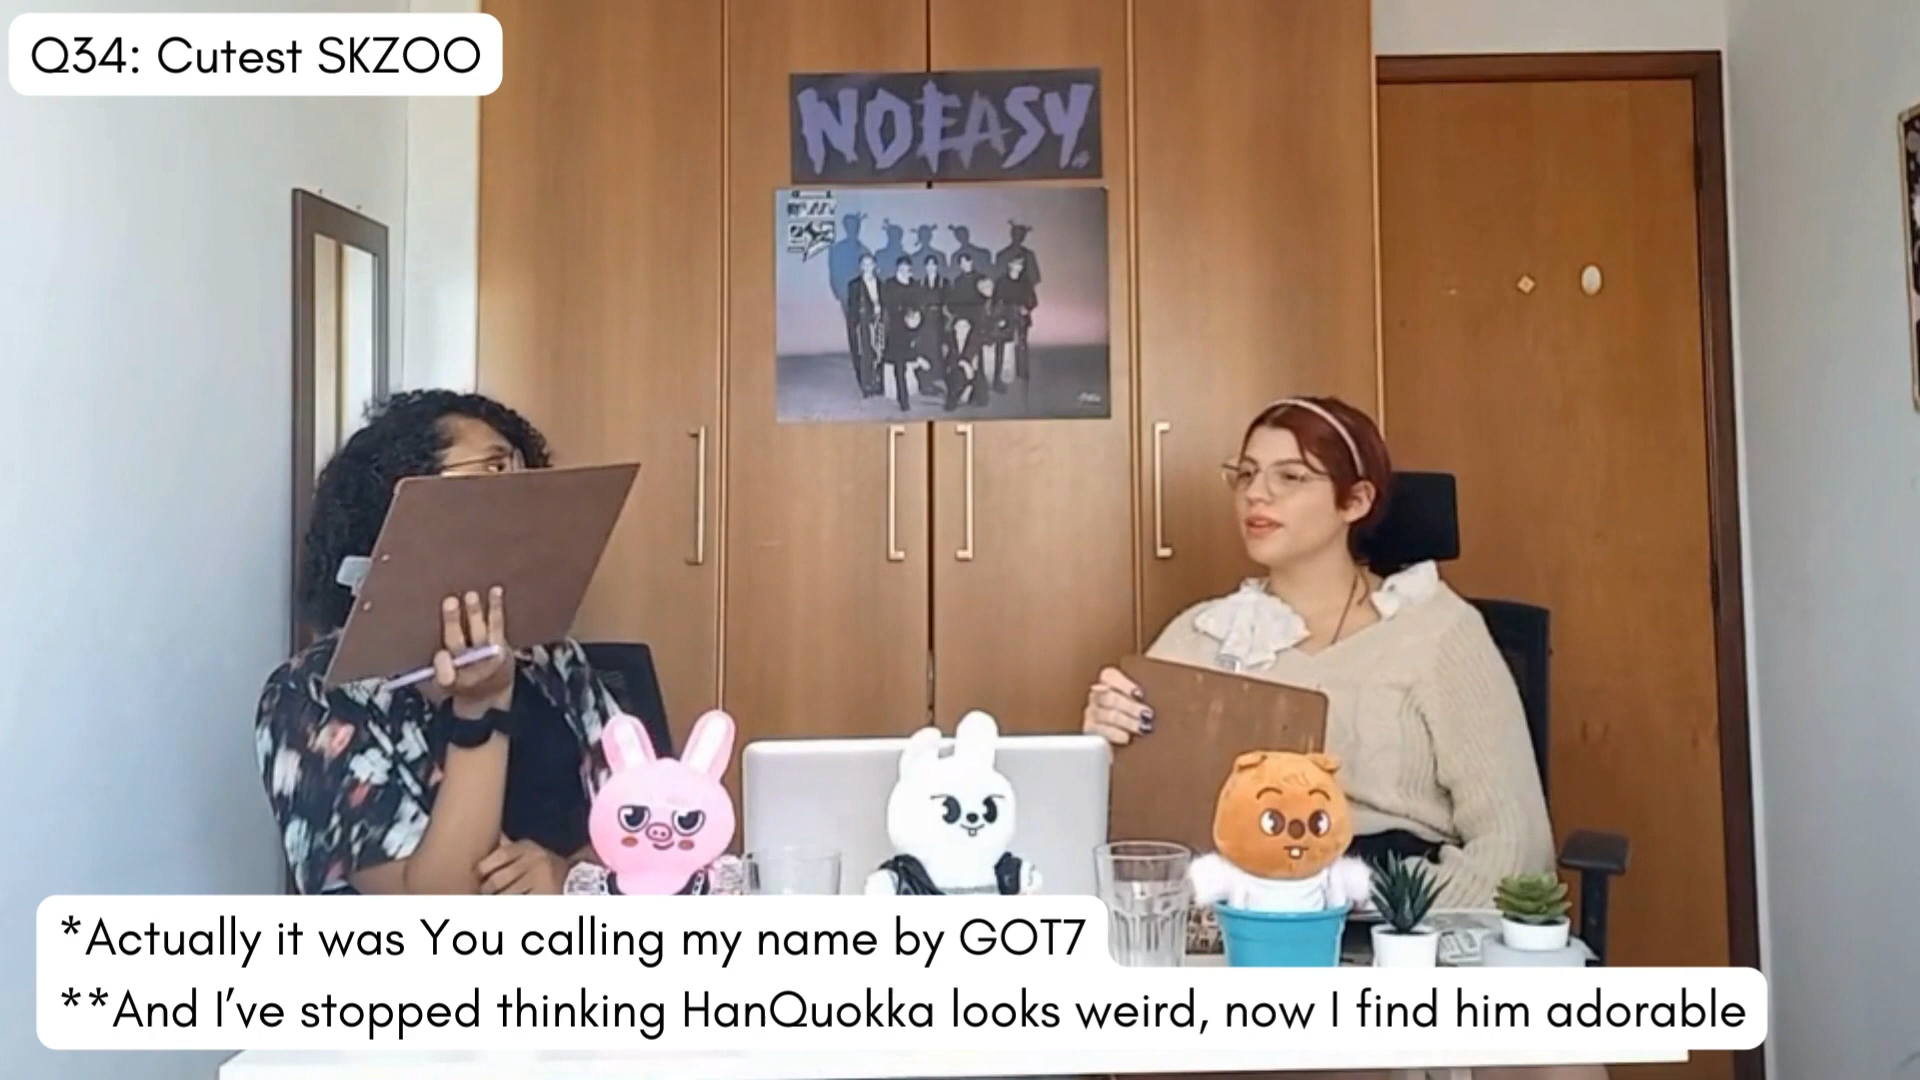 Q34: Cutest SKZOO
NOEASY
*Actually it was You calling my name by GOT7
**And I’ve stopped thinking HanQuokka looks weird, now I find him adorable